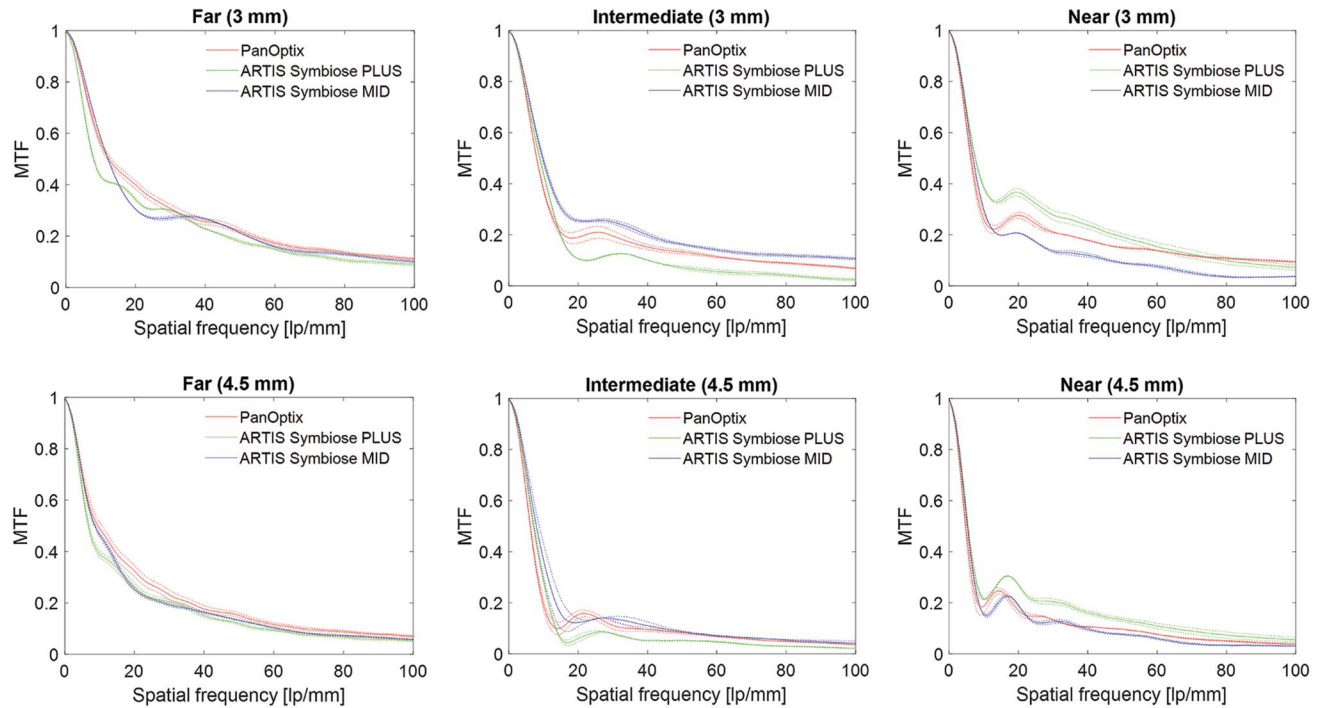 Far (3 mm)
1
0.8
0.6
0.4
0.2
0
MTF
PanOptix
ARTIS Symbiose PLUS
ARTIS Symbiose MID
0 20 40 60 80 100
Spatial frequency [lp/mm]
Intermediate (3 mm)
1
0.8
0.6
0.4
0.2
0
MTF
PanOptix
ARTIS Symbiose PLUS
ARTIS Symbiose MID
0 20 40 60 80 100
Spatial frequency [lp/mm]
Near (3 mm)
1
0.8
0.6
0.4
0.2
0
MTF
PanOptix
ARTIS Symbiose PLUS
ARTIS Symbiose MID
0 20 40 60 80 100
Spatial frequency [lp/mm]
Far (4.5 mm)
1
0.8
0.6
0.4
0.2
0
MTF
PanOptix
ARTIS Symbiose PLUS
ARTIS Symbiose MID
0 20 40 60 80 100
Spatial frequency [lp/mm]
Intermediate (4.5 mm)
1
0.8
0.6
0.4
0.2
0
MTF
PanOptix
ARTIS Symbiose PLUS
ARTIS Symbiose MID
0 20 40 60 80 100
Spatial frequency [lp/mm]
Near (4.5 mm)
1
0.8
0.6
0.4
0.2
0
MTF
PanOptix
ARTIS Symbiose PLUS
ARTIS Symbiose MID
0 20 40 60 80 100
Spatial frequency [lp/mm]